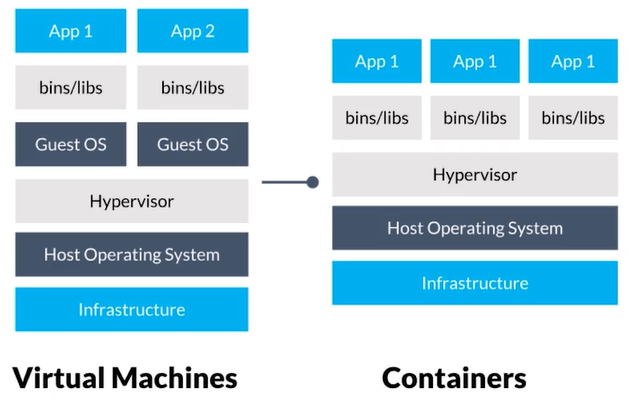 App 1
App 2
bins/libs
bins/libs
Guest OS
Guest OS
Hypervisor
Host Operating System
Infrastructure
Virtual Machines
App 1
App 1
App 1
bins/libs
bins/libs
bins/libs
Hypervisor
Host Operating System
Infrastructure
Containers